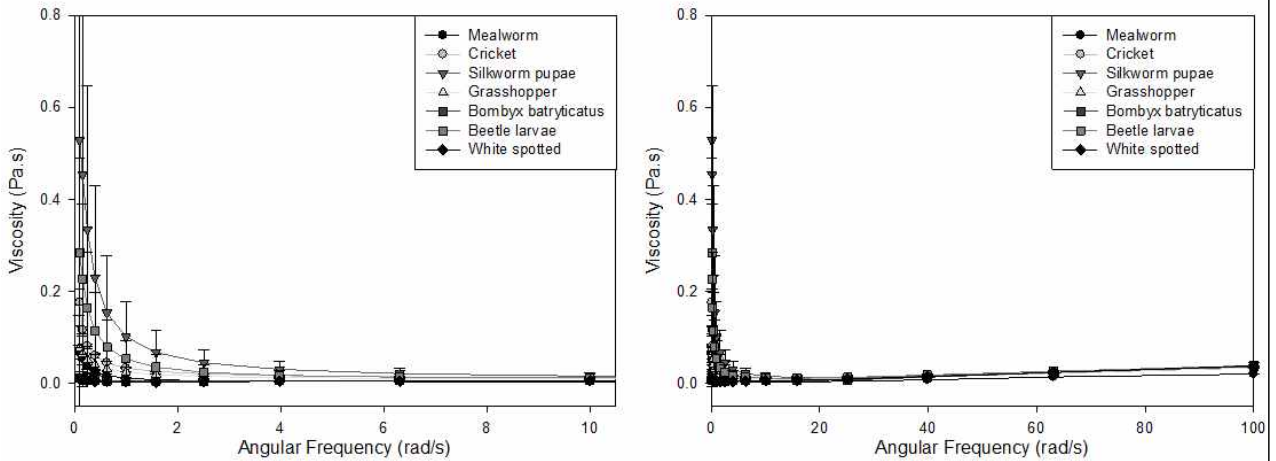 0.8
0.6
0.4
0.2
0.0
Viscosity (Pa.s)
0 2 4 6 8 10
Angular Frequency (rad/s)
Mealworm
Cricket
Silkworm pupae
Grasshopper
Bombyx batryticatus
Beetle larvae
White spotted
0.8
0.6
0.4
0.2
0.0
Viscosity (Pa.s)
0 20 40 60 80 100
Angular Frequency (rad/s)
Mealworm
Cricket
Silkworm pupae
Grasshopper
Bombyx batryticatus
Beetle larvae
White spotted